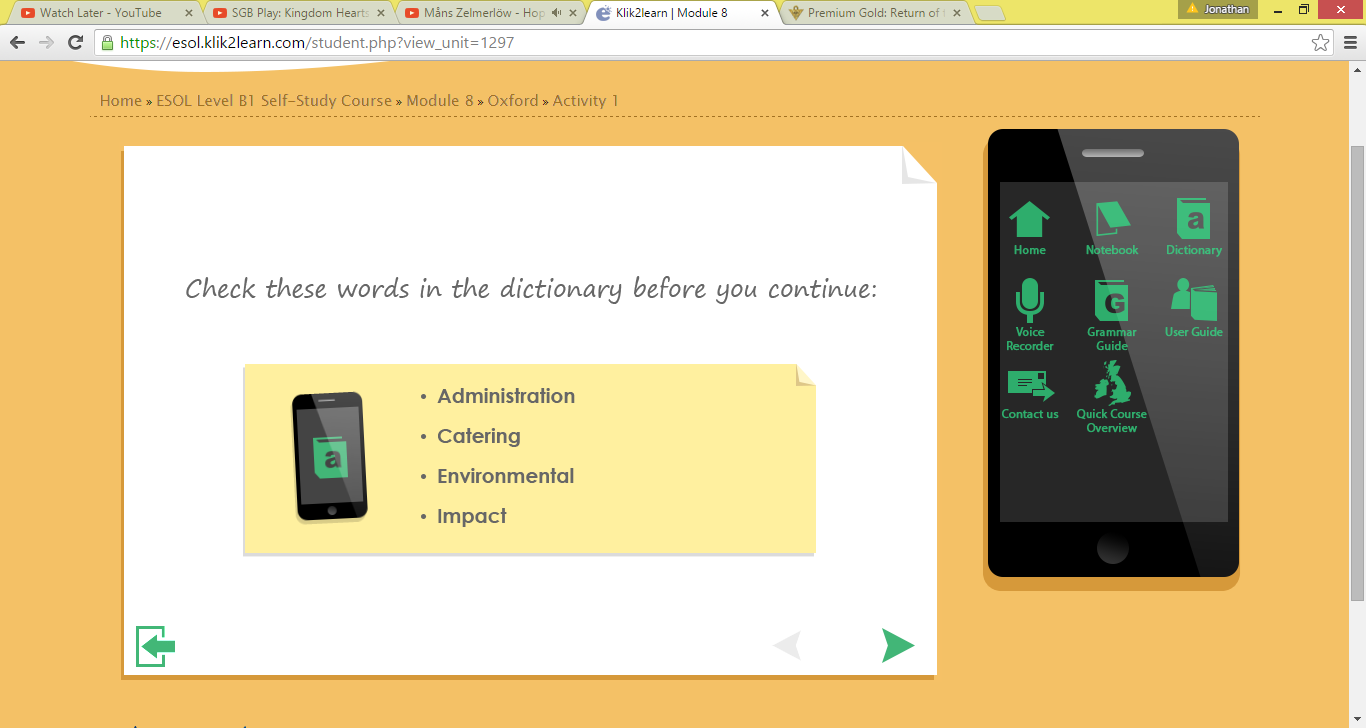 Watch Later - YouTube
SGB Play: Kingdom Hearts
Måns Zelmerlöw - Hop
Klik2learn | Module 8
Premium Gold: Return of t
Jonathan
https://esol.klik2learn.com/student.php?view_unit=1297
Home » ESOL Level B1 Self-Study Course » Module 8 » Oxford » Activity 1
Check these words in the dictionary before you continue:
a
• Administration
• Catering
• Environmental
• Impact
Home
Notebook
a
Dictionary
Voice
Recorder
G
Grammar
Guide
User Guide
Contact us
Quick Course
Overview